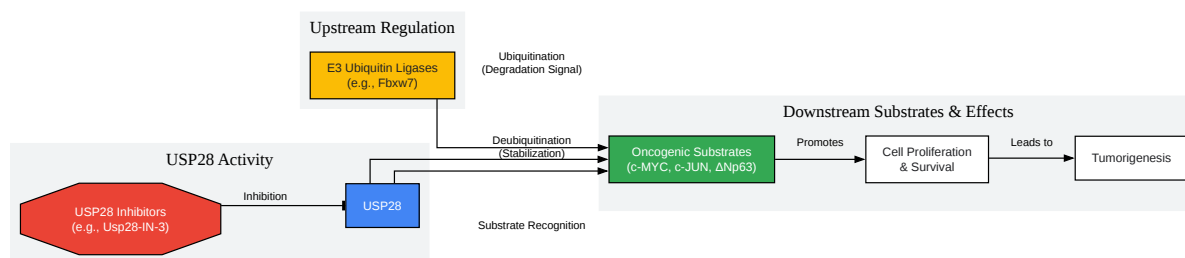 Upstream Regulation
E3 Ubiquitin Ligases
(e.g., Fbxw7)
Ubiquitination
(Degradation Signal)
Downstream Substrates & Effects
USP28 Activity
Deubiquitination
(Stabilization)
Oncogenic Substrates
(c-MYC, c-JUN, ΔNp63)
Promotes
Cell Proliferation
& Survival
Leads to
Tumorigenesis
USP28 Inhibitors
(e.g., Usp28-IN-3)
Inhibition
USP28
Substrate Recognition